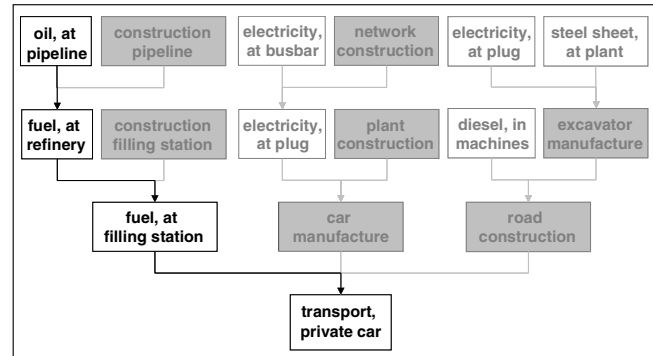 oil, at
pipeline
construction
pipeline
electricity,
at busbar
network
construction
electricity,
at plug
steel sheet,
at plant
fuel, at
refinery
construction
filling station
electricity,
at plug
plant
construction
diesel, in
machines
excavator
manufacture
fuel, at
filling station
car
manufacture
road
construction
transport,
private car